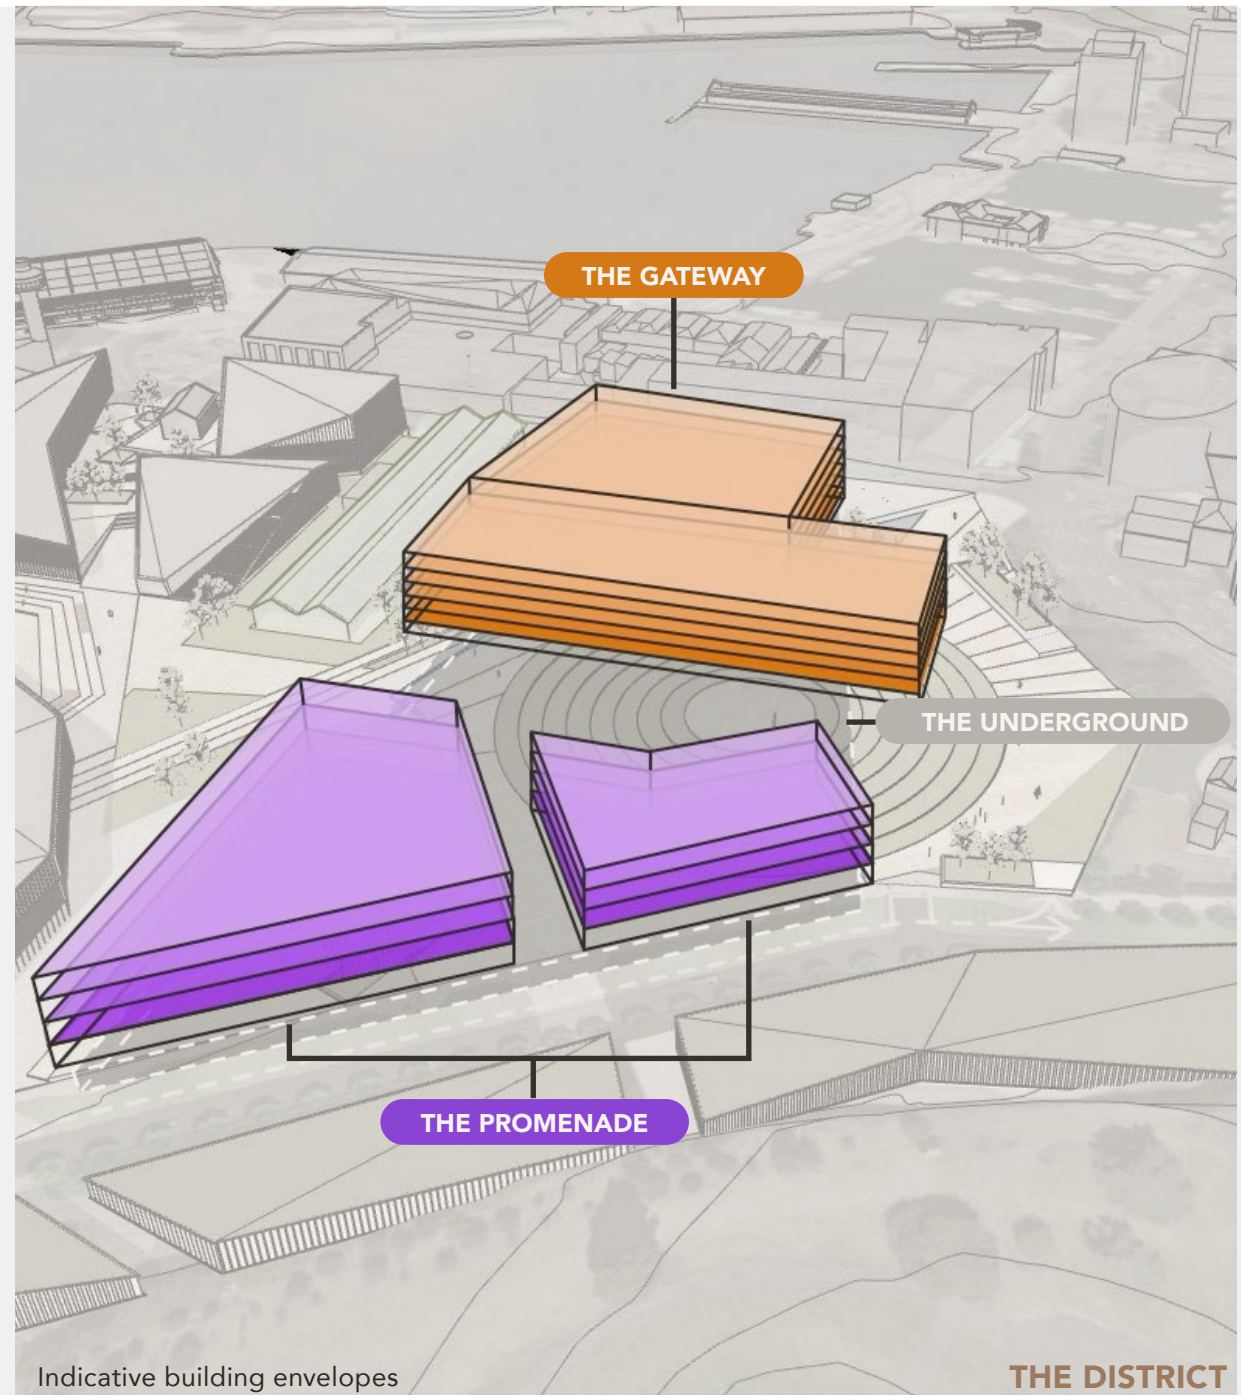 THE GATEWAY
THE UNDERGROUND
THE PROMENADE
Indicative building envelopes
THE DISTRICT